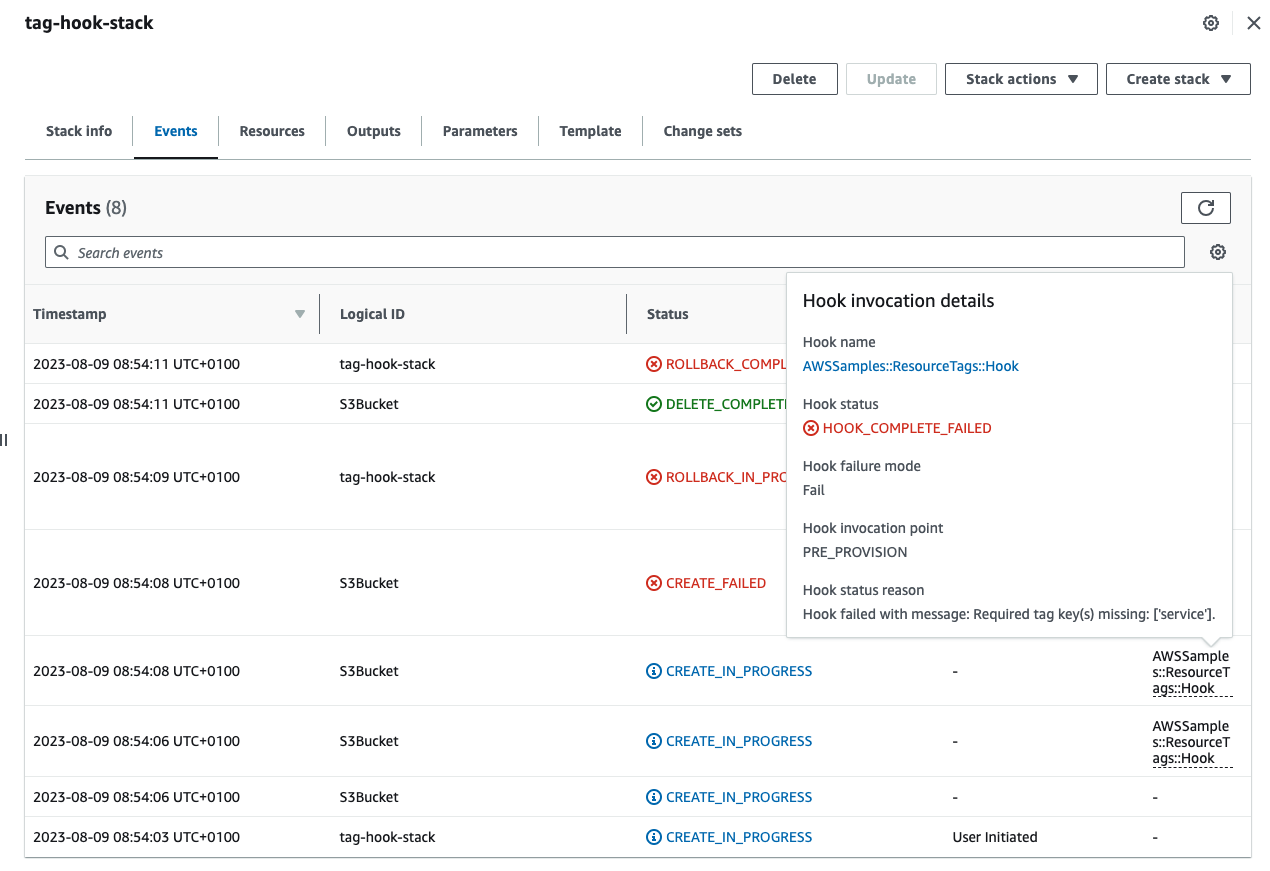 tag-hook-stack
Delete
Update
Stack actions
Create stack
Stack info
Events
Resources
Outputs
Parameters
Template
Change sets
Events (8)
Search events
Timestamp
Logical ID
Status
Hook invocation details
Hook name
AWSSamples::ResourceTags::Hook
Hook status
HOOK_COMPLETE_FAILED
Hook failure mode
Fail
Hook invocation point
PRE_PROVISION
Hook status reason
Hook failed with message: Required tag key(s) missing: ['service'].
2023-08-09 08:54:11 UTC+0100 tag-hook-stack ROLLBACK_COMPL
2023-08-09 08:54:11 UTC+0100 S3Bucket DELETE_COMPLETE
2023-08-09 08:54:09 UTC+0100 tag-hook-stack ROLLBACK_IN_PRO
2023-08-09 08:54:08 UTC+0100 S3Bucket CREATE_FAILED
2023-08-09 08:54:08 UTC+0100 S3Bucket CREATE_IN_PROGRESS -
AWSSample
s::ResourceT
ags::Hook
2023-08-09 08:54:06 UTC+0100 S3Bucket CREATE_IN_PROGRESS -
AWSSample
s::ResourceT
ags::Hook
2023-08-09 08:54:06 UTC+0100 S3Bucket CREATE_IN_PROGRESS - -
2023-08-09 08:54:03 UTC+0100 tag-hook-stack CREATE_IN_PROGRESS User Initiated -